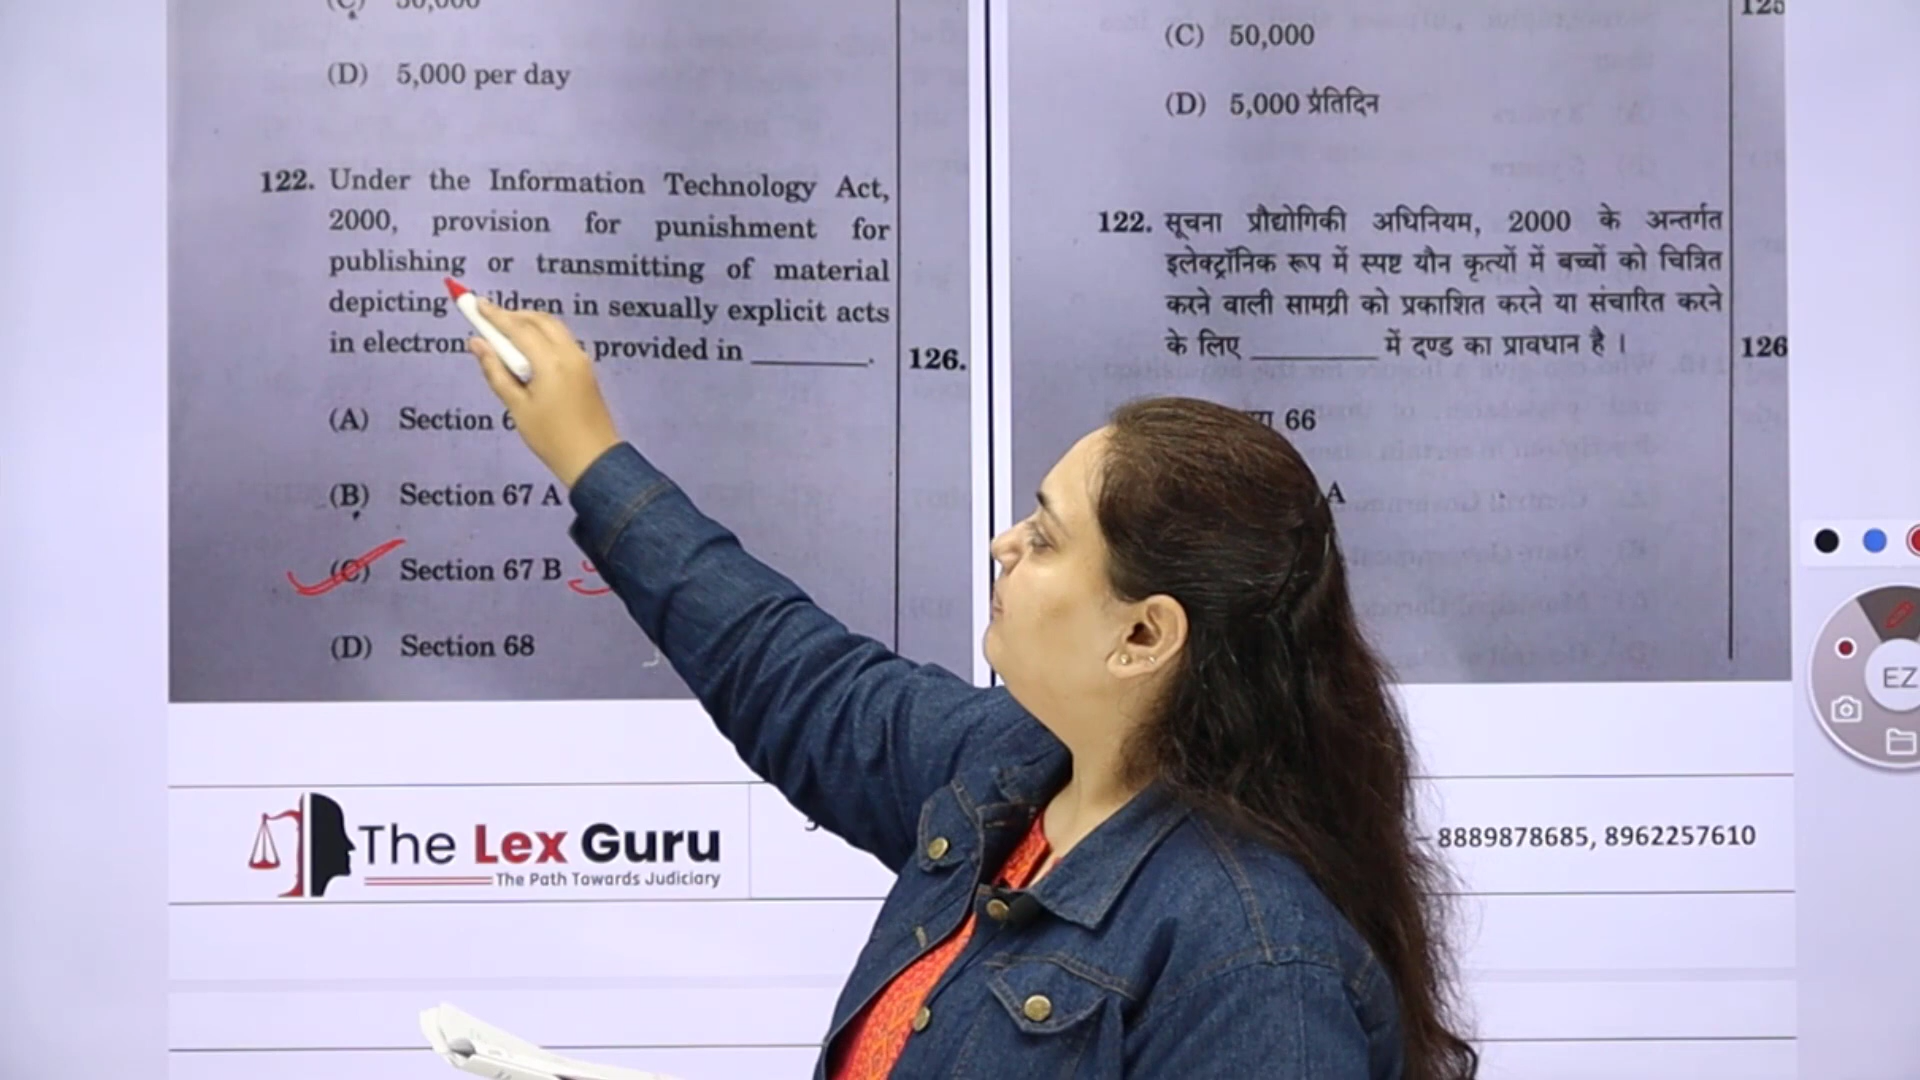 (D) 5,000 per day
122. Under the Information Technology Act,
2000, provision for punishment for
publishing or transmitting of material
depicting children in sexually explicit acts
in provided in ________.
(A) Section
(B) Section 67 A
(C) Section 67 B
(D) Section 68
126.
(C) 50,000
(D) 5,000 प्रतिदिन
122. सूचना प्रौद्योगिकी अधिनियम, 2000 के अन्तर्गत
इलेक्ट्रॉनिक रूप में स्पष्ट यौन कृत्यों में बच्चों को चित्रित
करने वाली सामग्री को प्रकाशित करने या संचारित करने
के लिए ________ में दण्ड का प्रावधान है ।
66
A
125
126
The Lex Guru
The Path Towards Judiciary
8889878685, 8962257610
EZ